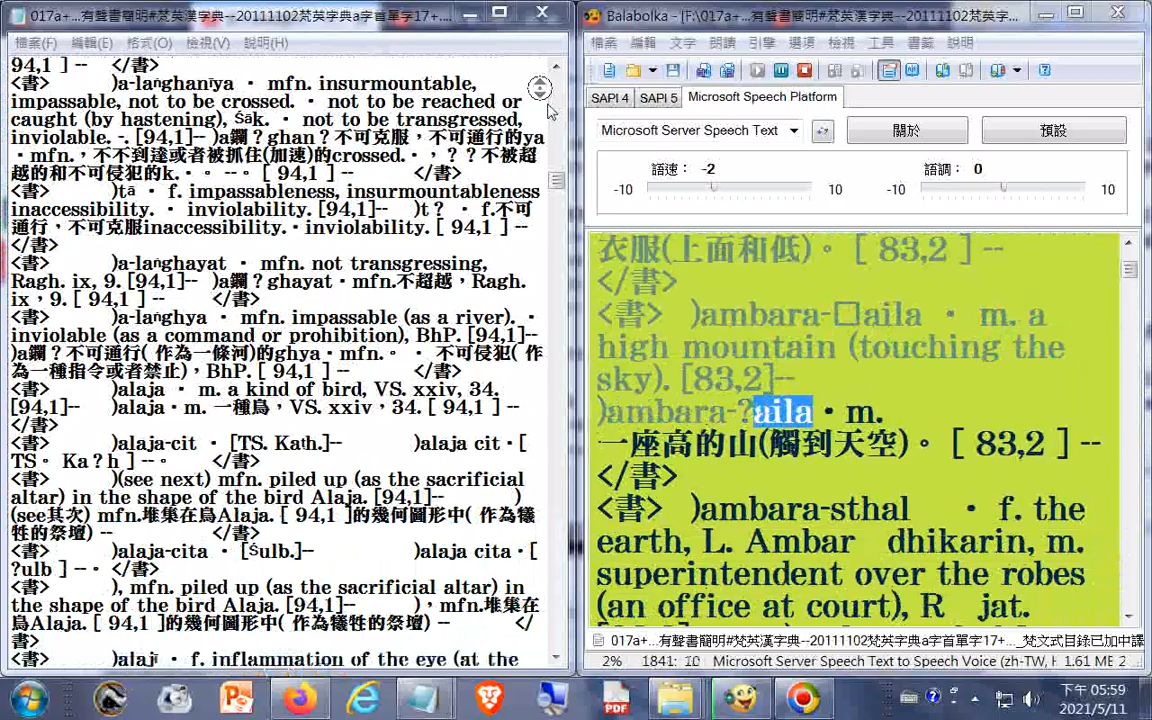 017a+...有聲書簡明#梵英漢字典--20111102梵英字典a字首單字17+....
檔案(F) 編輯(E) 格式(O) 檢視(V) 說明(H)
94,1 ] -- </書>
<書> )a-laṅghanīya ‧ mfn. insurmountable,
impassable, not to be crossed. ‧ not to be reached or
caught (by hastening), Śāk. ‧ not to be transgressed,
inviolable. -. [94,1] )a鑭？ghan？不可克服，不可通行的ya
‧mfn.，不不到達或者被抓住(加速)的crossed.‧，？？不被超
越的和不可侵犯的k.‧。--。[ 94,1 ] </書>
<書> )tā ‧ f. impassableness, insurmountableness
inaccessibility. ‧ inviolability. [94,1]-- )t？ ‧ f.不可
通行，不可克服inaccessibility.‧inviolability. [ 94,1 ] --
</書>
<書> )a-laṅghayat ‧ mfn. not transgressing,
Ragh. ix, 9. [94,1]-- )a鑭？ghayat‧mfn.不超越，Ragh.
ix，9. [ 94,1 ] </書>
<書> )a-laṅghya ‧ mfn. impassable (as a river). ‧
inviolable (as a command or prohibition), BhP. [94,1]--
)a鑭？不可通行( 作為一條河)的ghya‧mfn.。‧ 不可侵犯( 作
為一種指令或者禁止)，BhP. [ 94,1 ] </書>
<書> )alaja ‧ m. a kind of bird, VS. xxiv, 34.
[94,1]-- )alaja‧m. 一種鳥，VS. xxiv，34. [ 94,1 ]
</書>
<書> )alaja-cit ‧ [TS. Kaṭh.]-- )alaja cit‧[
TS。Ka？h ] --。 </書>
<書> )(see next) mfn. piled up (as the sacrificial
altar) in the shape of the bird Alaja. [94,1]-- )
(see其次) mfn.堆集在鳥Alaja. [ 94,1 ]的幾何圖形中( 作為犧
牲的祭壇) -- </書>
<書> )alaja-cita ‧ [Śulb.]-- )alaja cita‧[
?ulb ] --。 </書>
<書> ), mfn. piled up (as the sacrificial altar) in
the shape of the bird Alaja. [94,1]-- )，mfn.堆集在
鳥Alaja. [ 94,1 ]的幾何圖形中( 作為犧牲的祭壇) -- </
書>
<書> )alajī ‧ f. inflammation of the eye (at the
Balabolka - [F:\017a+...有聲書簡明#梵英漢字典--20111102梵英字...
檔案 編輯 文字 朗讀 引擎 選項 檢視 工具 書籤 說明
SAPI 4 SAPI 5 Microsoft Speech Platform
Microsoft Server Speech Text 關於 預設
語速： -2 語調： 0
-10 10 -10 10
衣服(上面和低)。[ 83,2 ] --
</書>
<書> )ambara-□aila ‧ m. a
high mountain (touching the
sky). [83,2]--
)ambara-?aila‧m.
一座高的山(觸到天空)。[ 83,2 ] --
</書>
<書> )ambara-sthal ‧ f. the
earth, L. Ambar dhikarin, m.
superintendent over the robes
(an office at court), R jat.
017a+...有聲書簡明#梵英漢字典--20111102梵英字典a字首單字17+..._梵文式目錄已加中譯
2% 1841: 10 Microsoft Server Speech Text to Speech Voice (zh-TW, H 1.61 MB 2
下午 05:59
2021/5/11